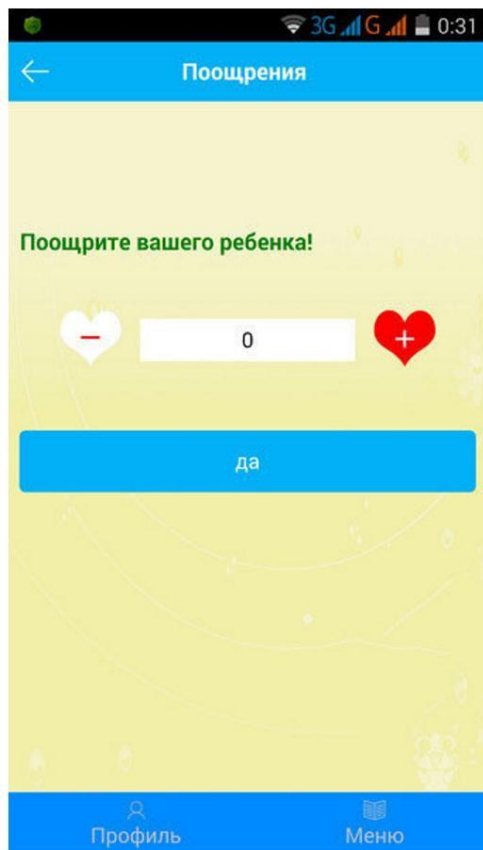 3G G 0:31
Поощрения
Поощрите вашего ребенка!
− 0 +
да
Профиль Меню